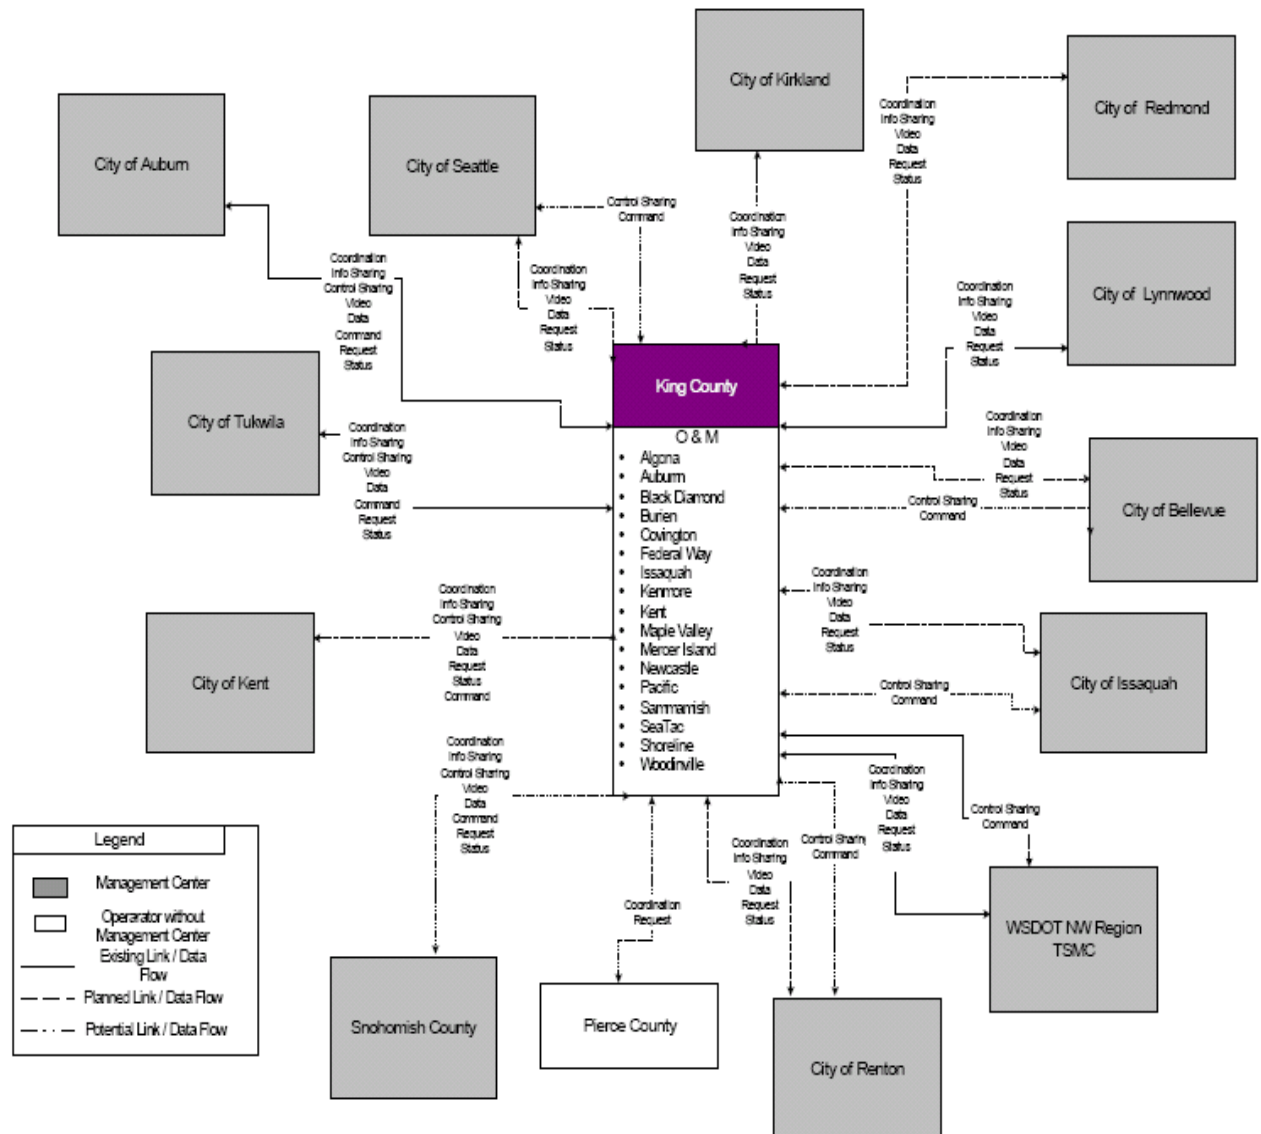 City of Kirkland
City of Redmond
City of Auburn
City of Seattle
City of Lynnwood
Coordination
Info Sharing
Video
Data
Request
Status
Control Sharing
Command
Coordination
Info Sharing
Video
Data
Request
Status
Coordination
Info Sharing
Control Sharing
Video
Data
Command
Request
Status
Coordination
Info Sharing
Video
Data
Request
Status
Coordination
Info Sharing
Video
Data
Request
Status
King County
City of Tukwila
Coordination
Info Sharing
Control Sharing
Video
Data
Command
Request
Status
O & M
• Algona
• Auburn
• Black Diamond
• Burien
• Covington
• Federal Way
• Issaquah
• Kenmore
• Kent
• Maple Valley
• Mercer Island
• Newcastle
• Pacific
• Sammamish
• SeaTac
• Shoreline
• Woodinville
Coordination
Info Sharing
Video
Data
Request
Status
Control Sharing
Command
City of Bellevue
City of Kent
Coordination
Info Sharing
Control Sharing
Video
Data
Request
Status
Command
Coordination
Info Sharing
Video
Data
Request
Status
City of Issaquah
Control Sharing
Command
Coordination
Info Sharing
Control Sharing
Video
Data
Command
Request
Status
Coordination
Info Sharing
Video
Data
Request
Status
Control Sharing
Command
Coordination
Info Sharing
Video
Data
Request
Status
Control Sharin
Command
Coordination
Request
WSDOT NW Region
TSMC
Snohomish County
Pierce County
City of Renton
Legend
Management Center
Operarator without
Management Center
Existing Link / Data
Flow
Planned Link / Data Flow
Potential Link / Data Flow